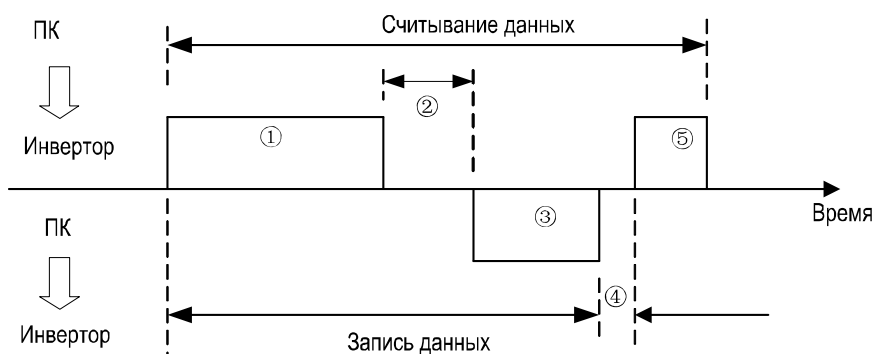 ПК
Считывание данных
②
Инвертор
①
⑤
Время
ПК
③
④
Инвертор
Запись данных